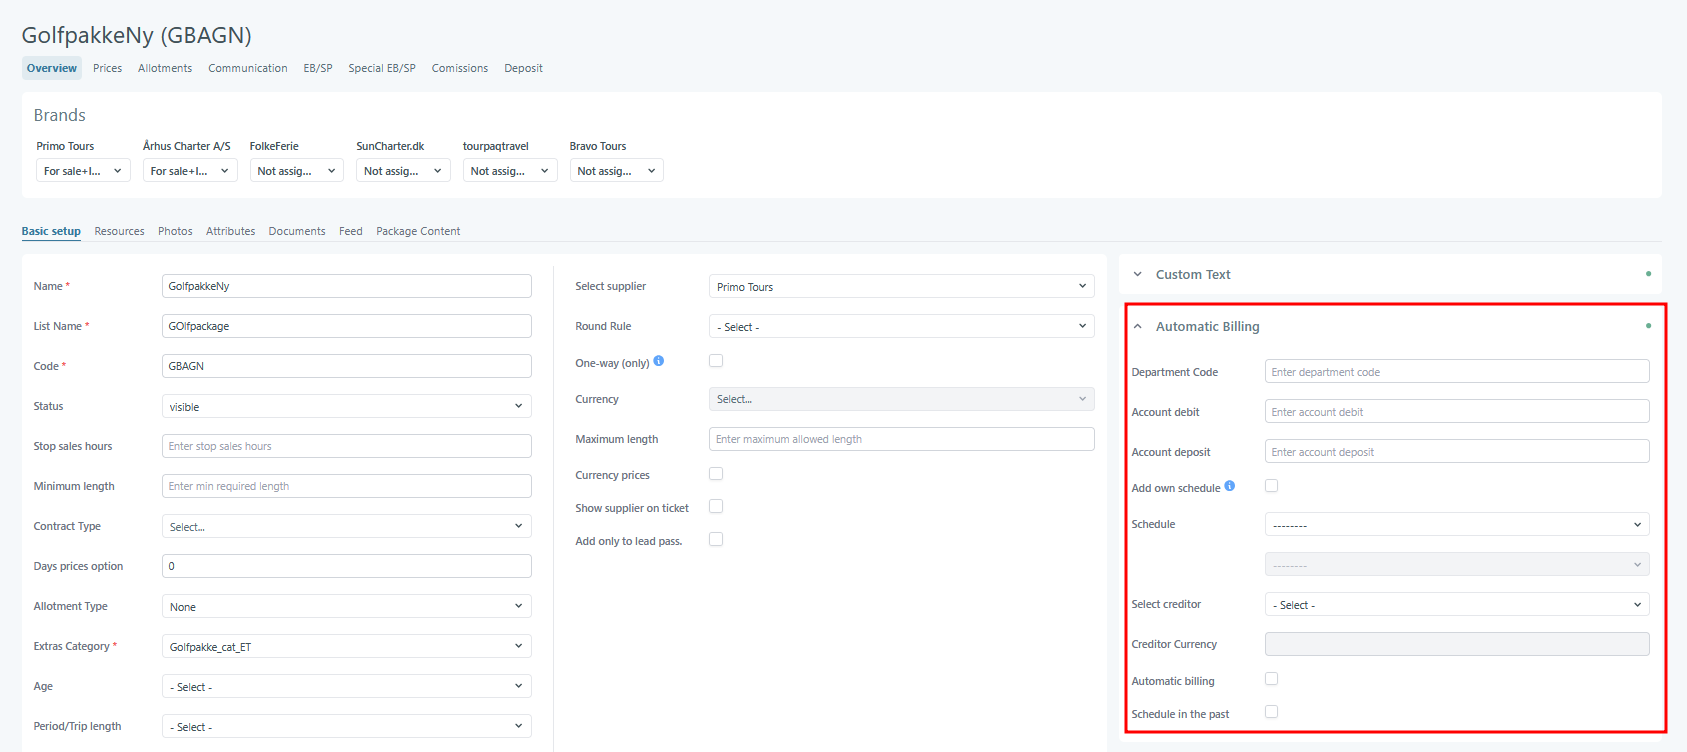 GolfpakkeNy (GBAGN)
Overview Prices Allotments Communication EB/SP Special EB/SP Comissions Deposit
Brands
Primo Tours Århus Charter A/S FolkeFerie SunCharter.dk tourpaqtravel Bravo Tours
For sale+I... For sale+I... Not assig... Not assig... Not assig... Not assig...
Basic setup Resources Photos Attributes Documents Feed Package Content
Name * GolfpakkeNy
List Name * GOlfpackage
Code * GBAGN
Status visible
Stop sales hours Enter stop sales hours
Minimum length Enter min required length
Contract Type Select...
Days prices option 0
Allotment Type None
Extras Category * Golfpakke_cat_ET
Age - Select -
Period/Trip length - Select -
Select supplier Primo Tours
Round Rule - Select -
One-way (only) i
Currency Select...
Maximum length Enter maximum allowed length
Currency prices
Show supplier on ticket
Add only to lead pass.
Custom Text
Automatic Billing
Department Code Enter department code
Account debit Enter account debit
Account deposit Enter account deposit
Add own schedule i
Schedule --------
--------
Select creditor - Select -
Creditor Currency
Automatic billing
Schedule in the past